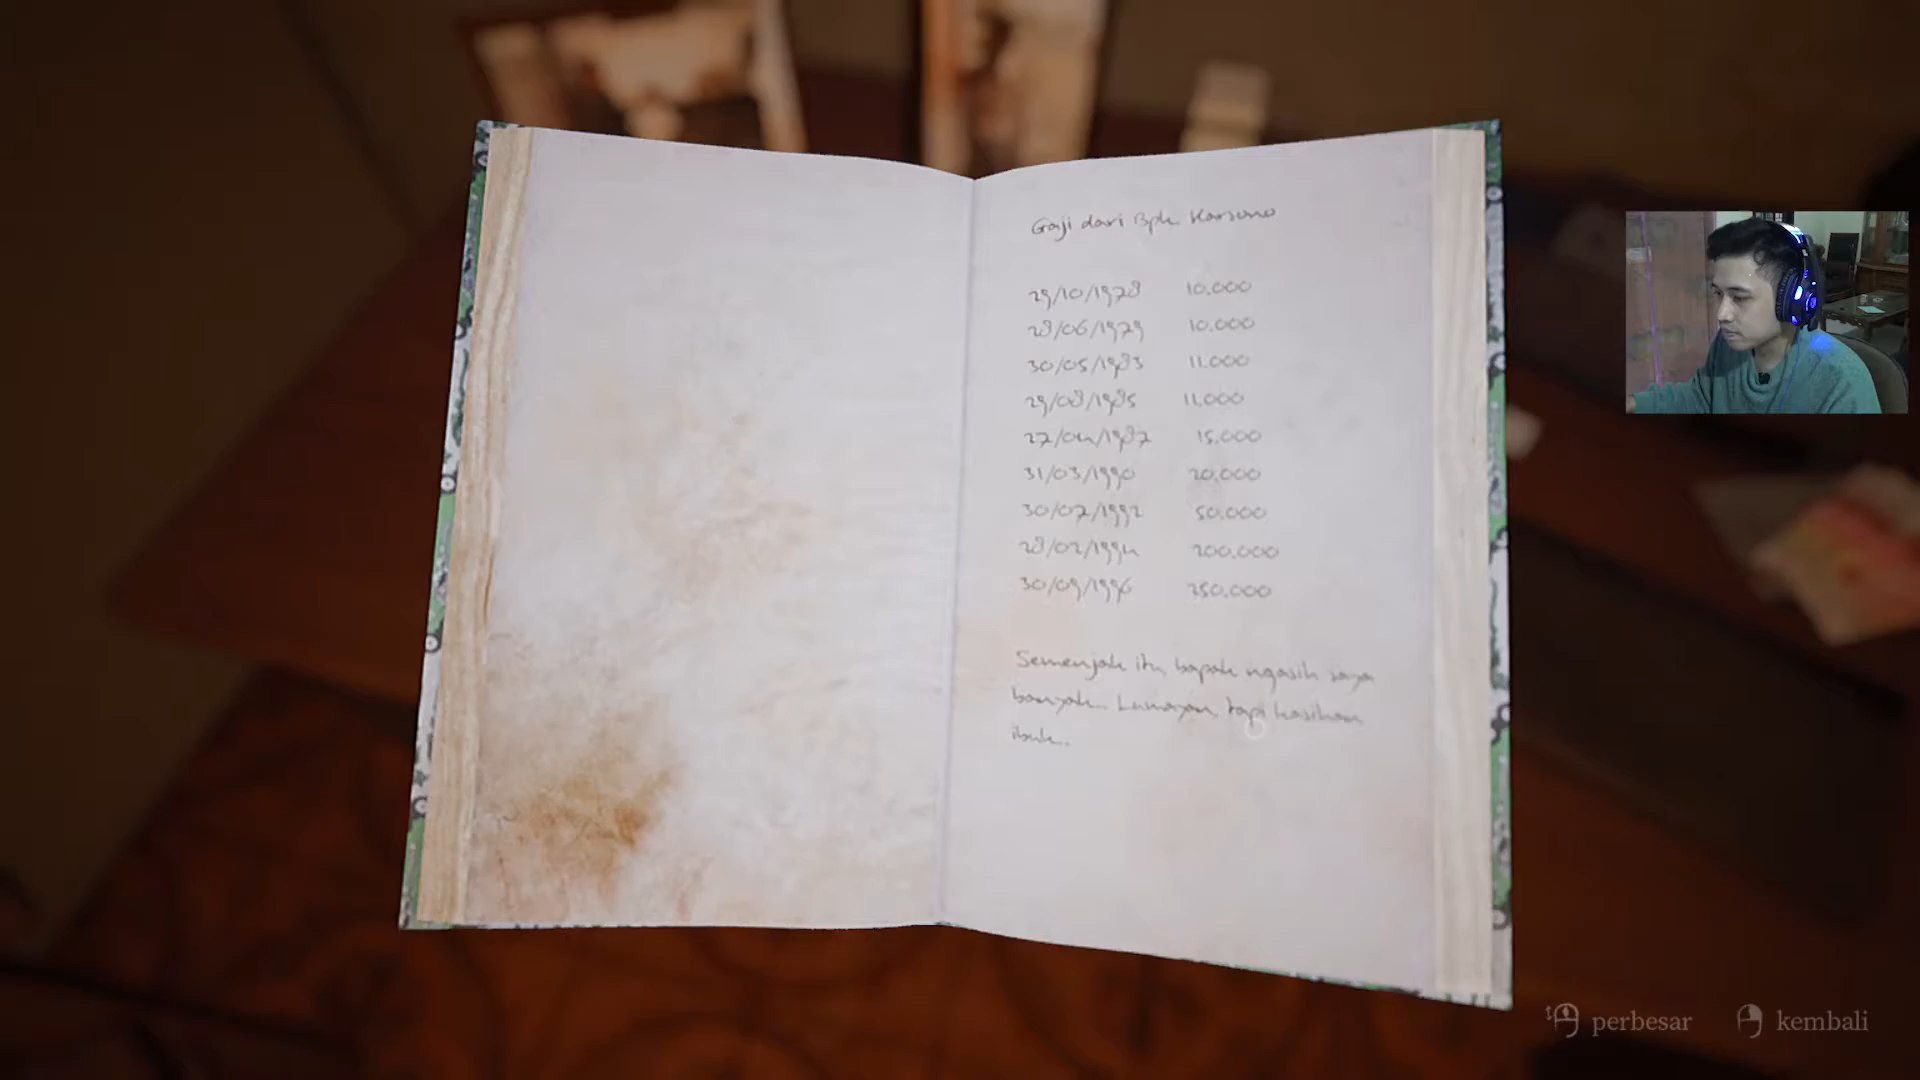 Gaji dari Bpk. Karsono
29/10/1978 10.000
28/06/1979 10.000
30/05/1983 11.000
29/08/1985 11.000
27/04/1987 15.000
31/03/1990 20.000
30/07/1992 50.000
28/02/1994 200.000
30/09/1996 250.000
Semenjak itu, bapak ngasih saya
banyak.. Lumayan, tapi kasihan
ibuk..
perbesar kembali